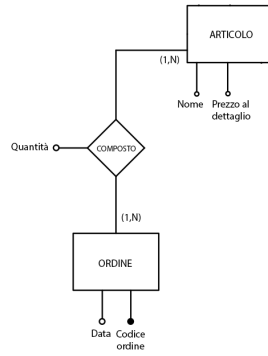 ARTICOLO
(1,N)
Nome
Prezzo al
dettaglio
Quantità
COMPOSTO
(1,N)
ORDINE
Data
Codice
ordine